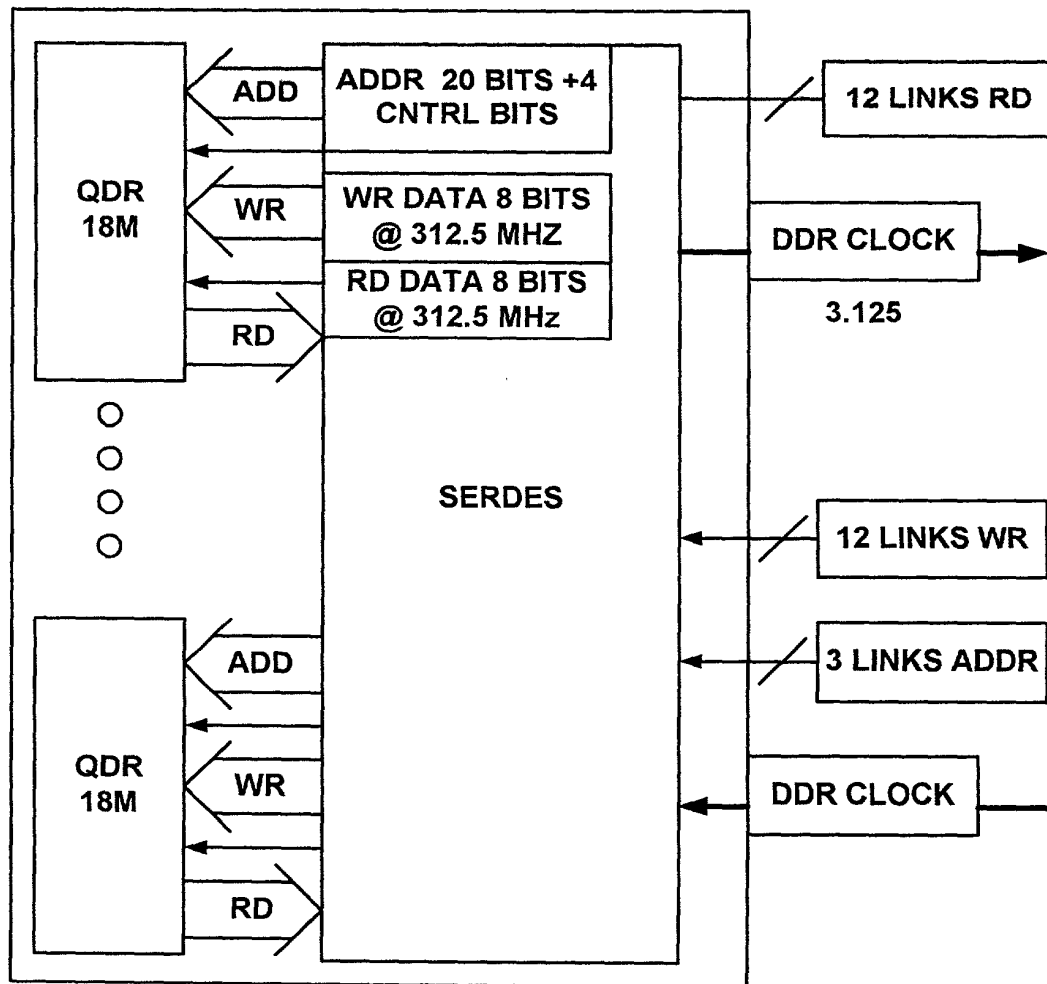 QDR
18M
ADD
ADDR 20 BITS +4
CNTRL BITS
WR
WR DATA 8 BITS
@ 312.5 MHZ
RD DATA 8 BITS
@ 312.5 MHz
RD
12 LINKS RD
DDR CLOCK
3.125
SERDES
12 LINKS WR
3 LINKS ADDR
DDR CLOCK
QDR
18M
ADD
WR
RD